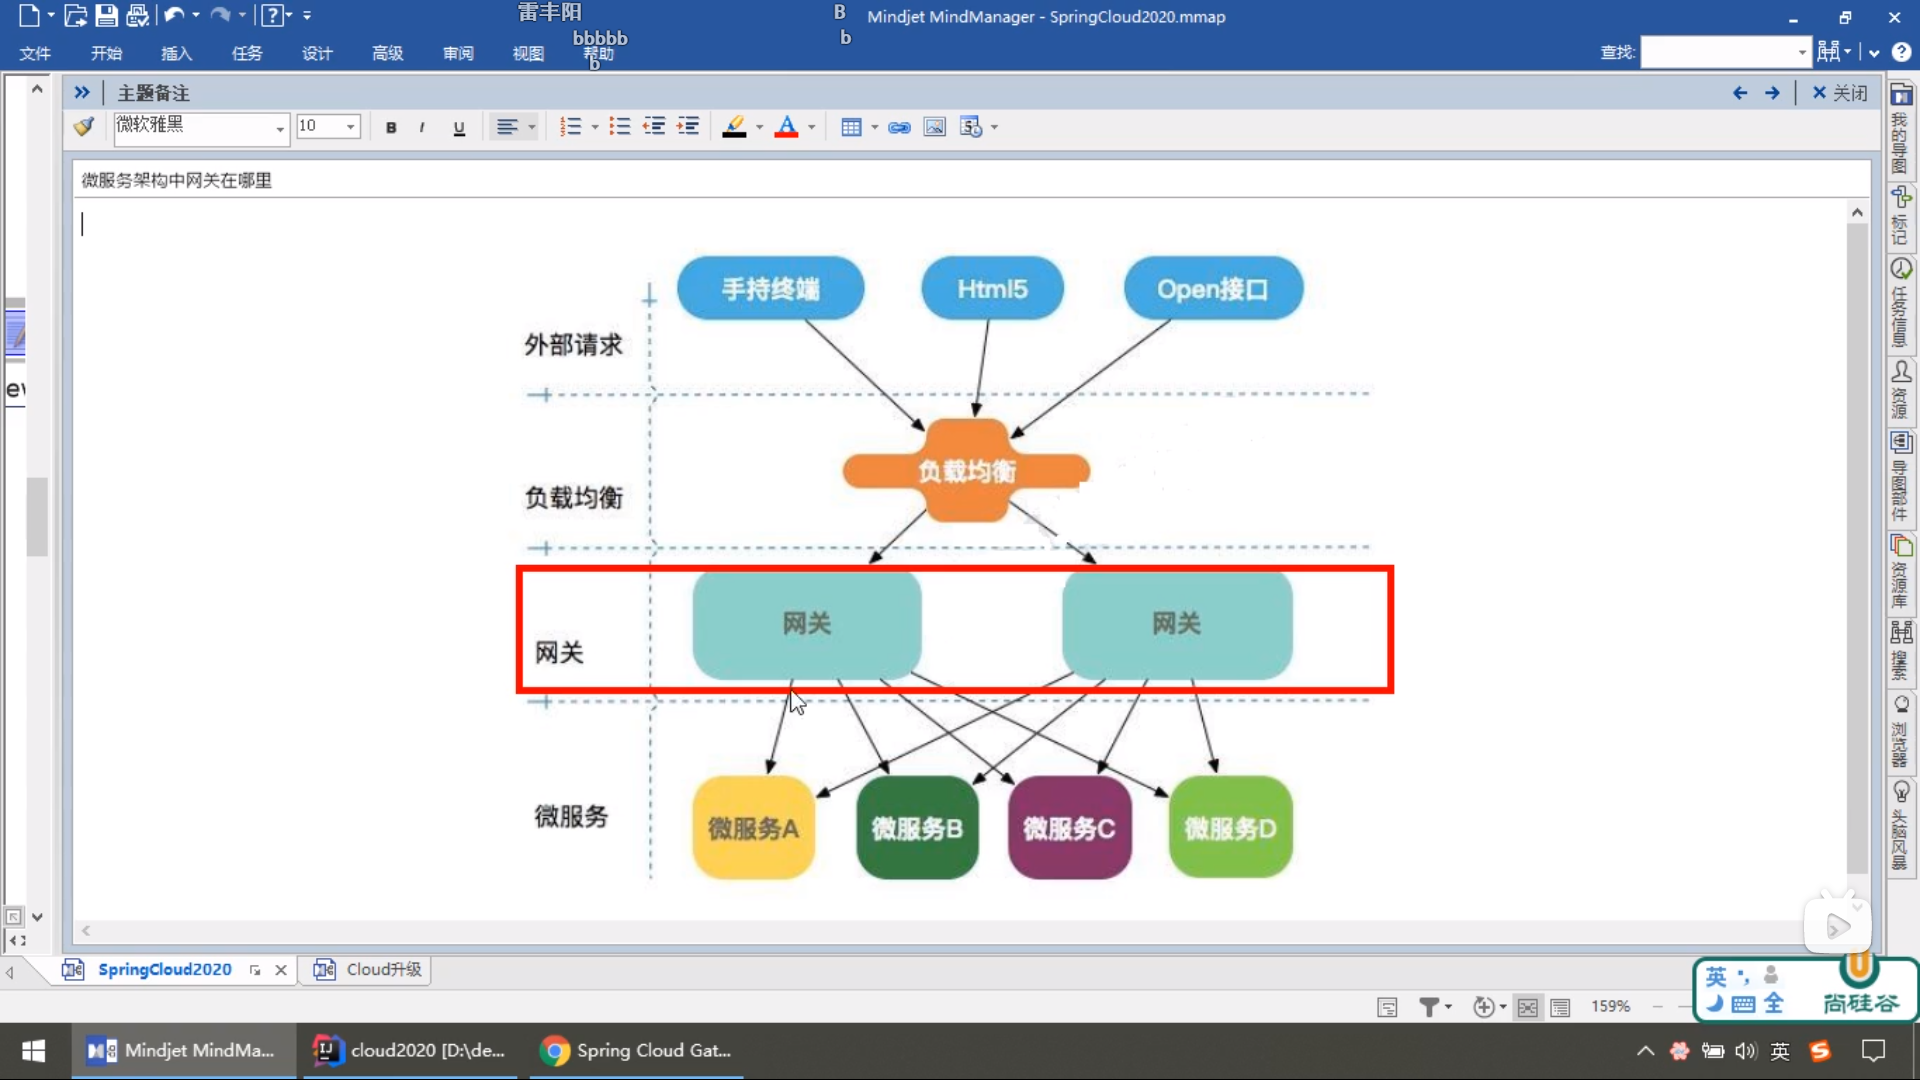 雷丰阳
B
Mindjet MindManager - SpringCloud2020.mmap
bbbbb
b
b
文件
开始
插入
任务
设计
高级
审阅
视图
帮助
查找:
主题备注
关闭
微软雅黑
10
B
I
U
微服务架构中网关在哪里
手持终端
Html5
Open接口
外部请求
负载均衡
负载均衡
网关
网关
网关
微服务
微服务A
微服务B
微服务C
微服务D
我的导图
标记
任务信息
资源
导图部件
资源库
搜索
浏览器
头脑风暴
SpringCloud2020
Cloud升级
159%
英
全
尚硅谷
Mindjet MindMa...
cloud2020 [D:\de...
Spring Cloud Gat...
英